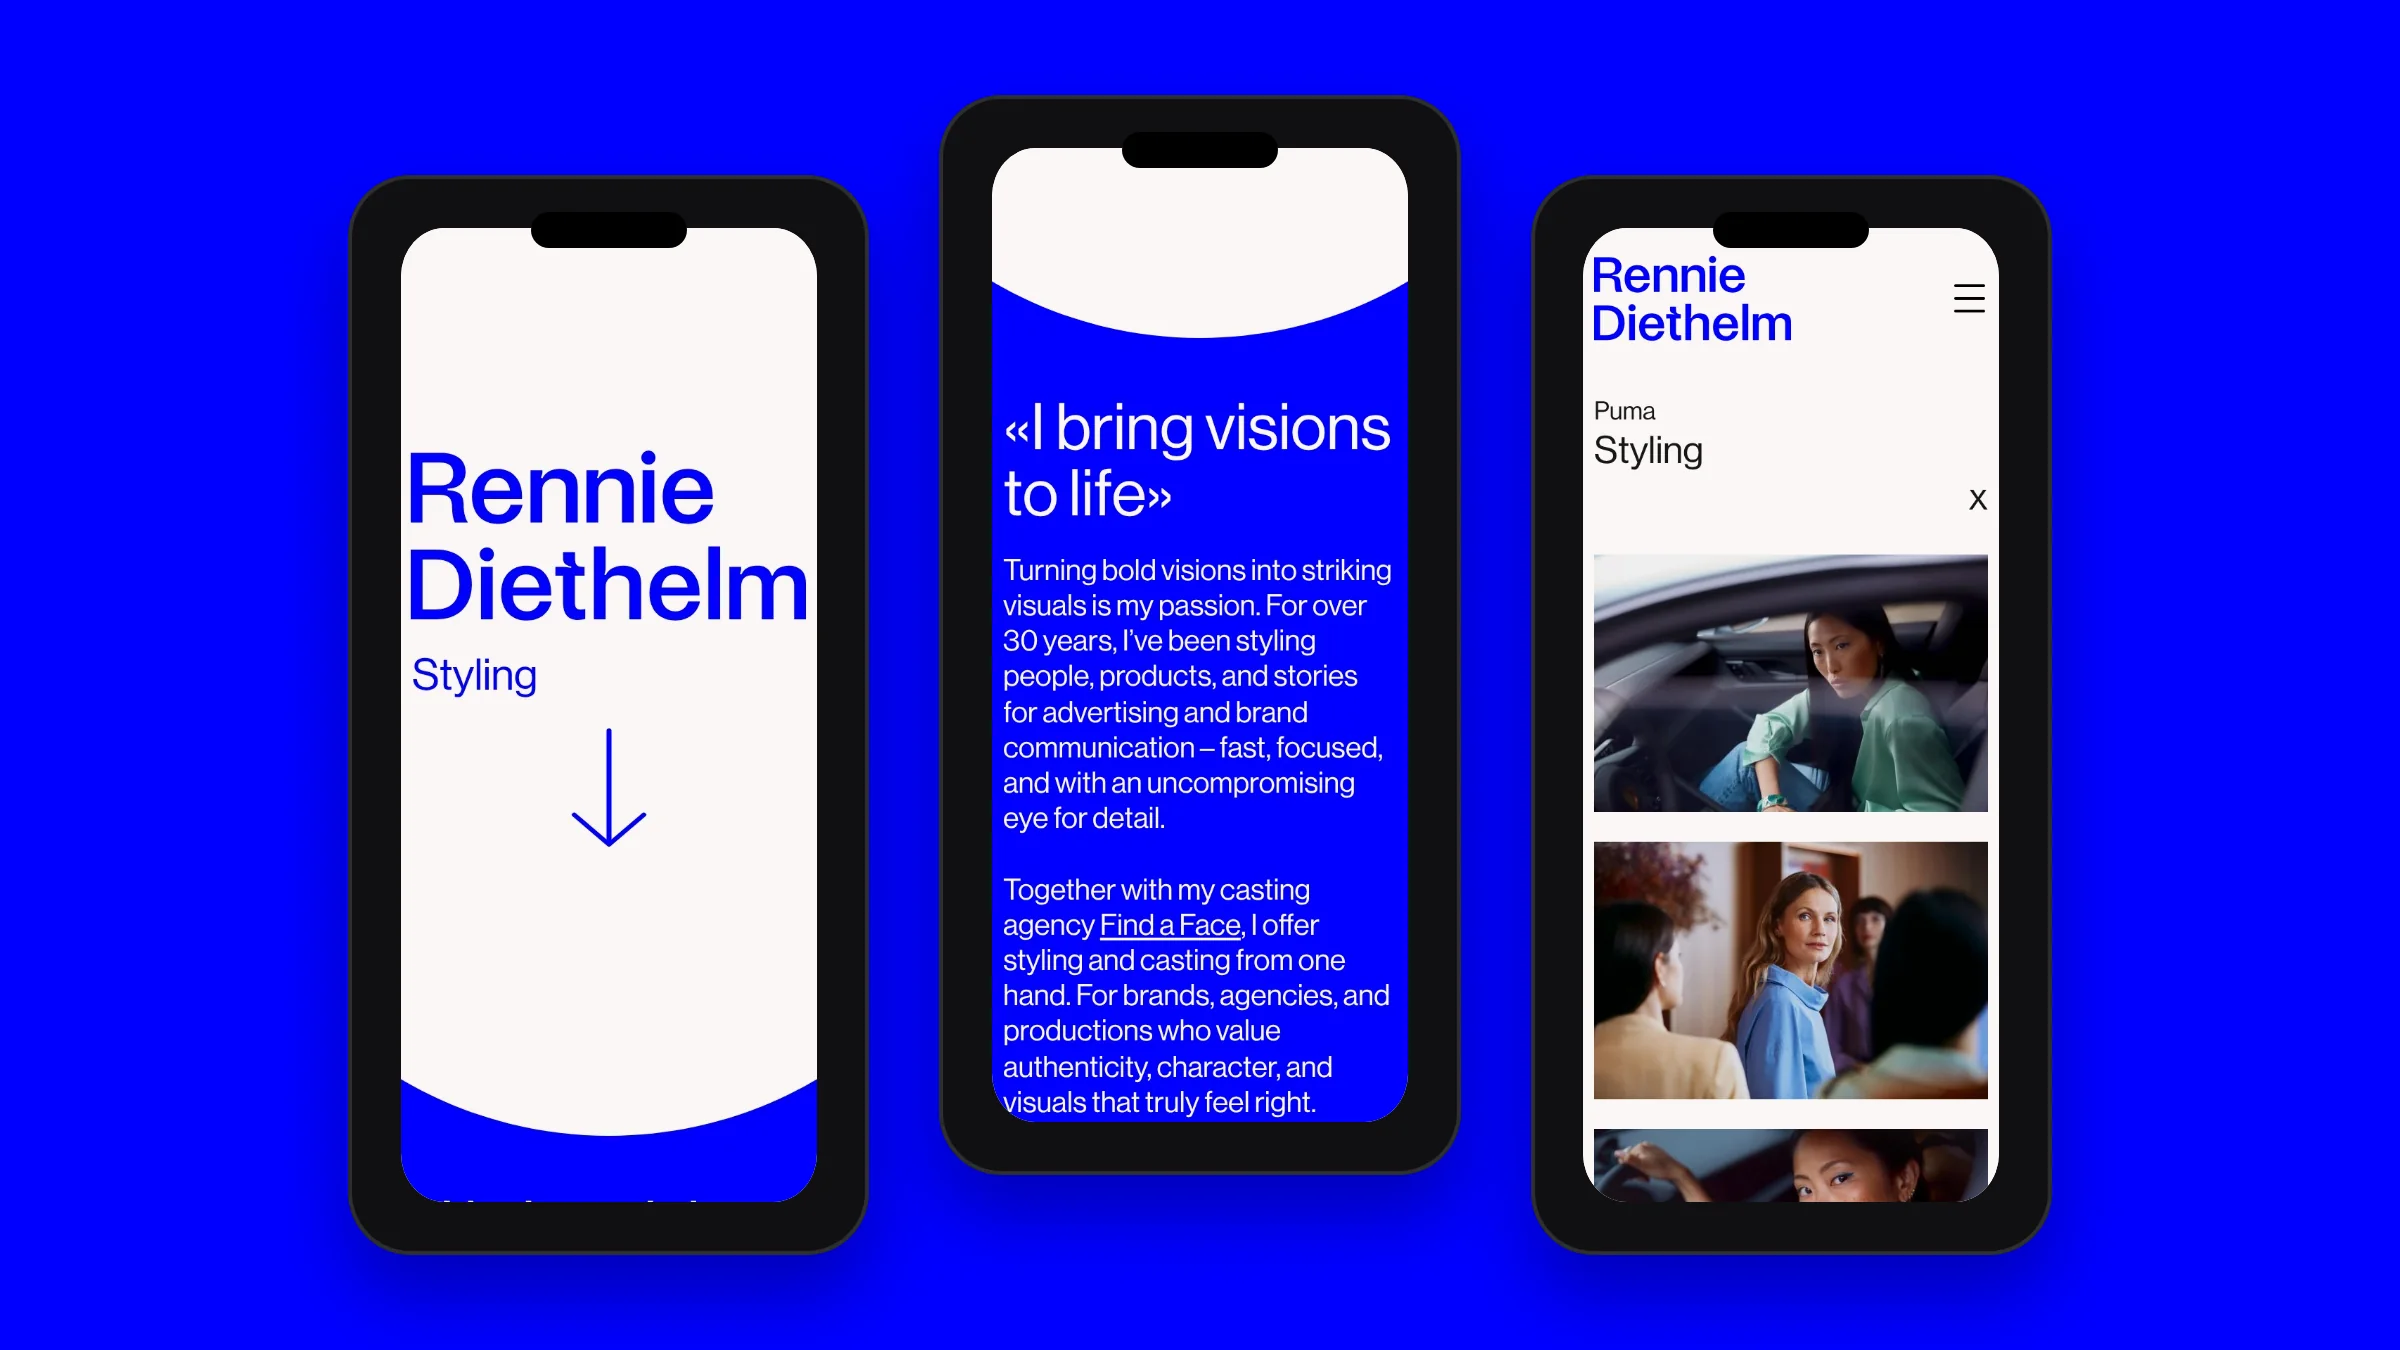 Rennie
Diethelm
Styling
«I bring visions
to life»
Turning bold visions into striking
visuals is my passion. For over
30 years, I’ve been styling
people, products, and stories
for advertising and brand
communication – fast, focused,
and with an uncompromising
eye for detail.
Together with my casting
agency Find a Face, I offer
styling and casting from one
hand. For brands, agencies, and
productions who value
authenticity, character, and
visuals that truly feel right.
Rennie
Diethelm
Puma
Styling
x